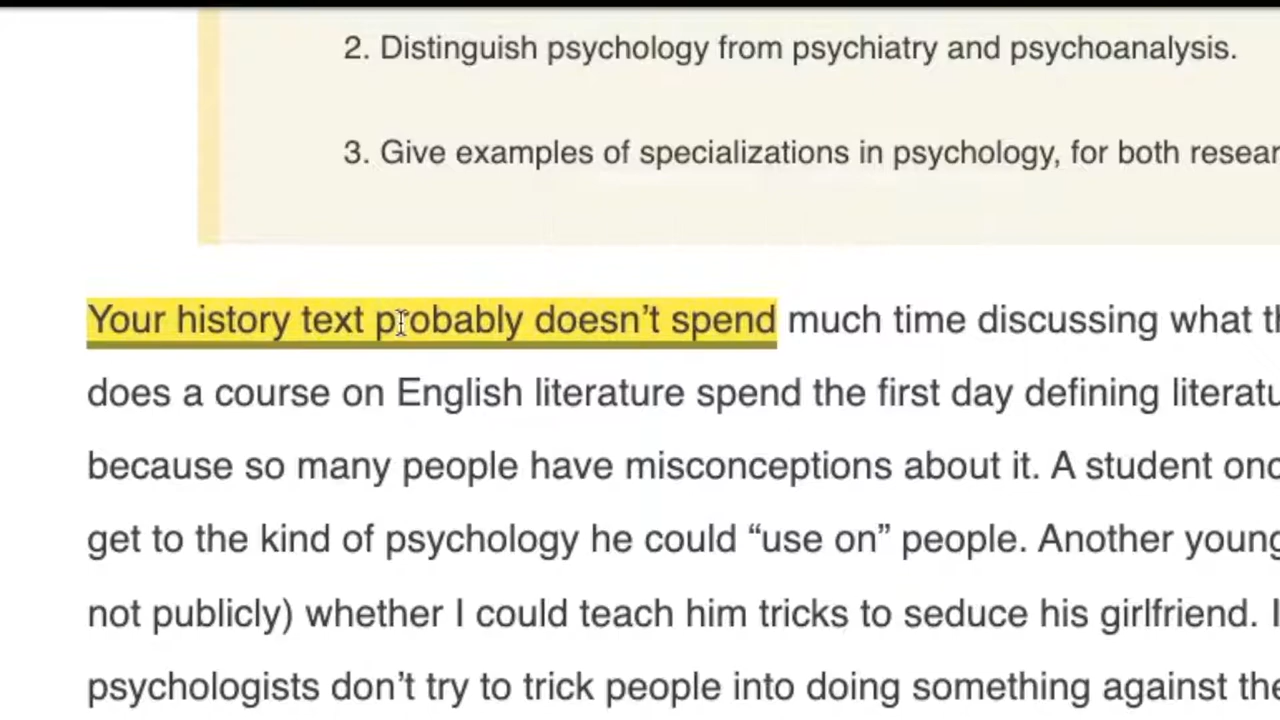 2. Distinguish psychology from psychiatry and psychoanalysis.
3. Give examples of specializations in psychology, for both resear
Your history text probably doesn’t spend much time discussing what th
does a course on English literature spend the first day defining literatu
because so many people have misconceptions about it. A student onc
get to the kind of psychology he could “use on” people. Another young
not publicly) whether I could teach him tricks to seduce his girlfriend. I
psychologists don’t try to trick people into doing something against the